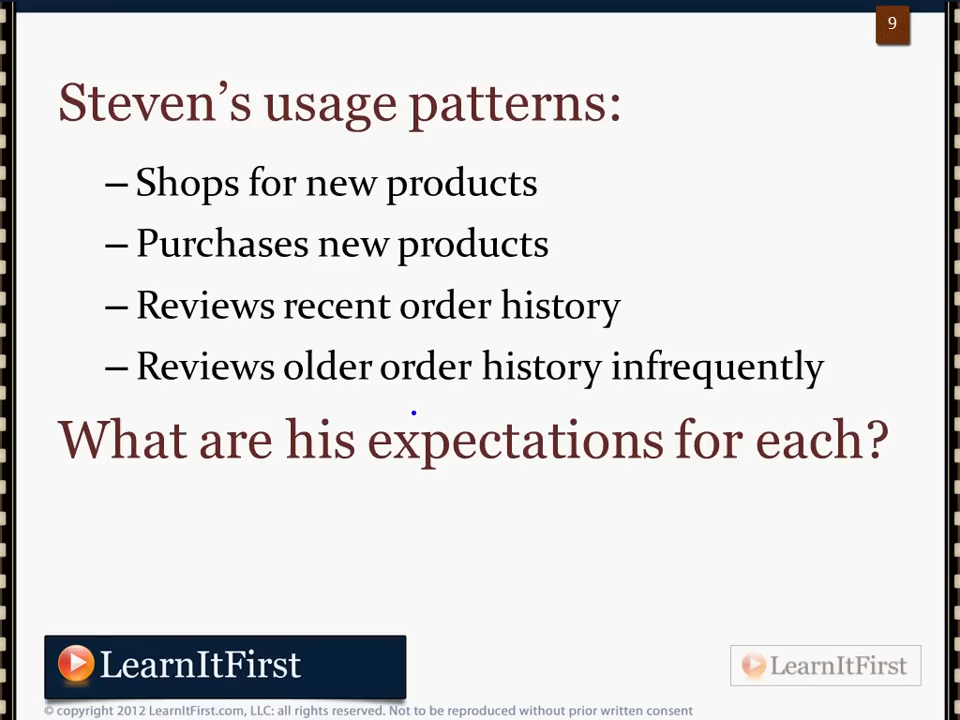 9
Steven’s usage patterns:
– Shops for new products
– Purchases new products
– Reviews recent order history
– Reviews older order history infrequently
What are his expectations for each?
LearnItFirst
LearnItFirst
© copyright 2012 LearnItFirst.com, LLC: all rights reserved. Not to be reproduced without prior written consent